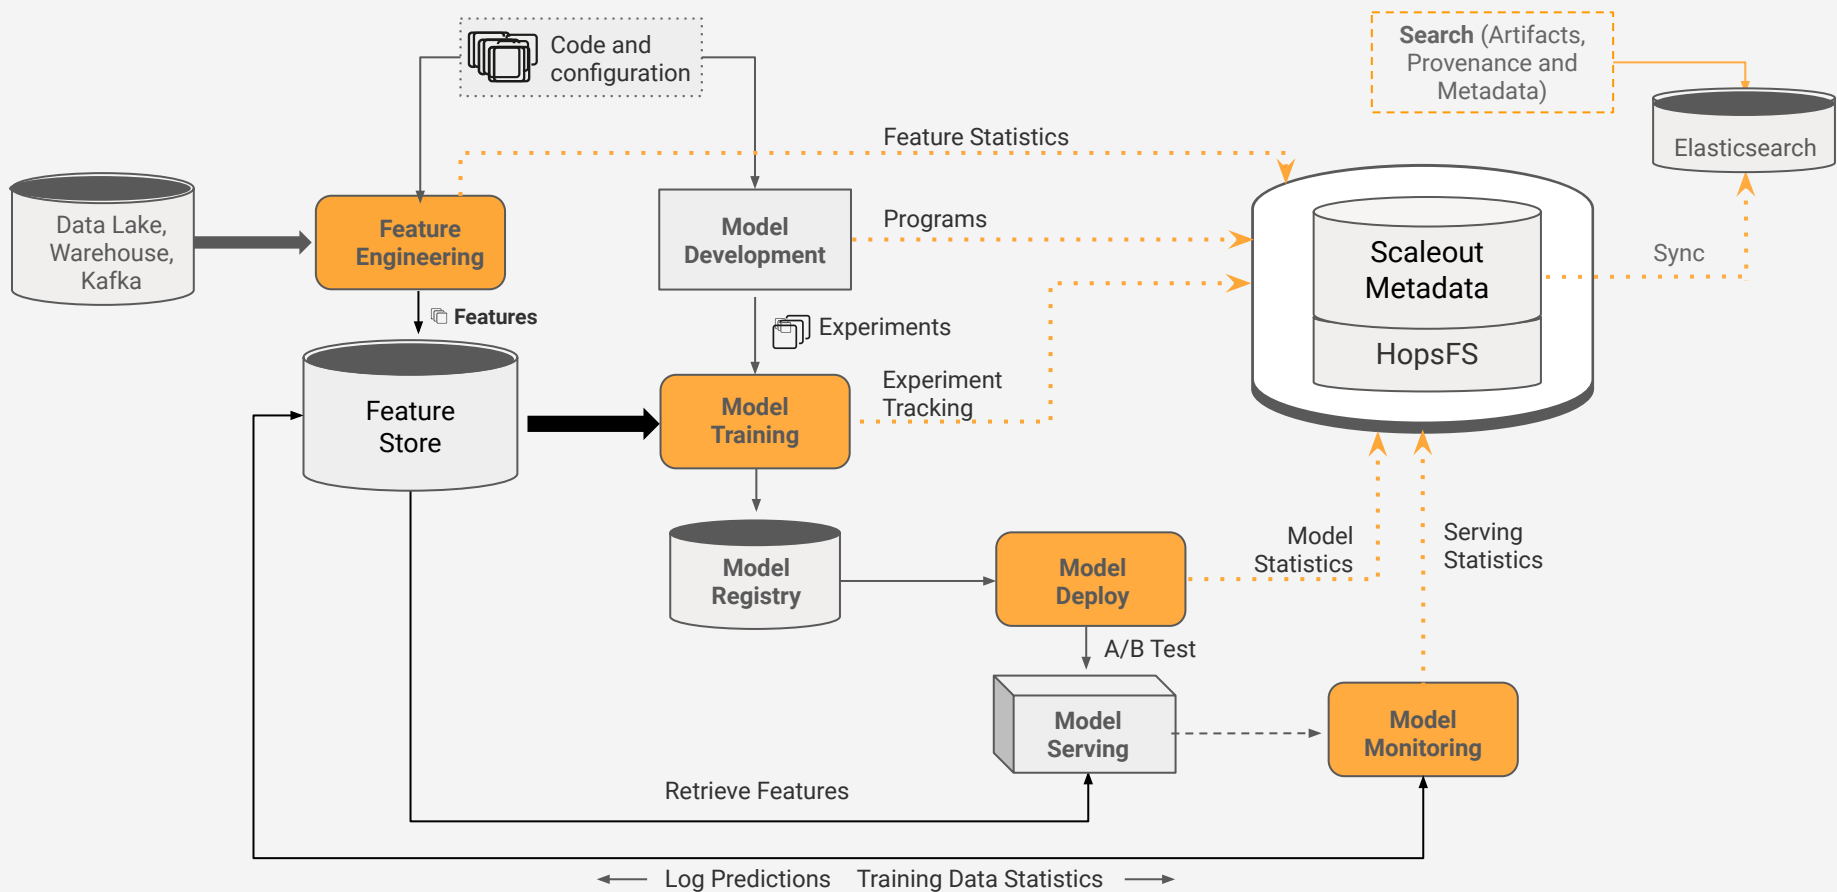 Code and
configuration
Search (Artifacts,
Provenance and
Metadata)
Elasticsearch
Feature Statistics
Data Lake,
Warehouse,
Kafka
Feature
Engineering
Model
Development
Programs
Scaleout
Metadata
HopsFS
Sync
Features
Experiments
Feature
Store
Model
Training
Experiment
Tracking
Model
Registry
Model
Deploy
Model
Statistics
Serving
Statistics
A/B Test
Model
Serving
Model
Monitoring
Retrieve Features
Log Predictions
Training Data Statistics